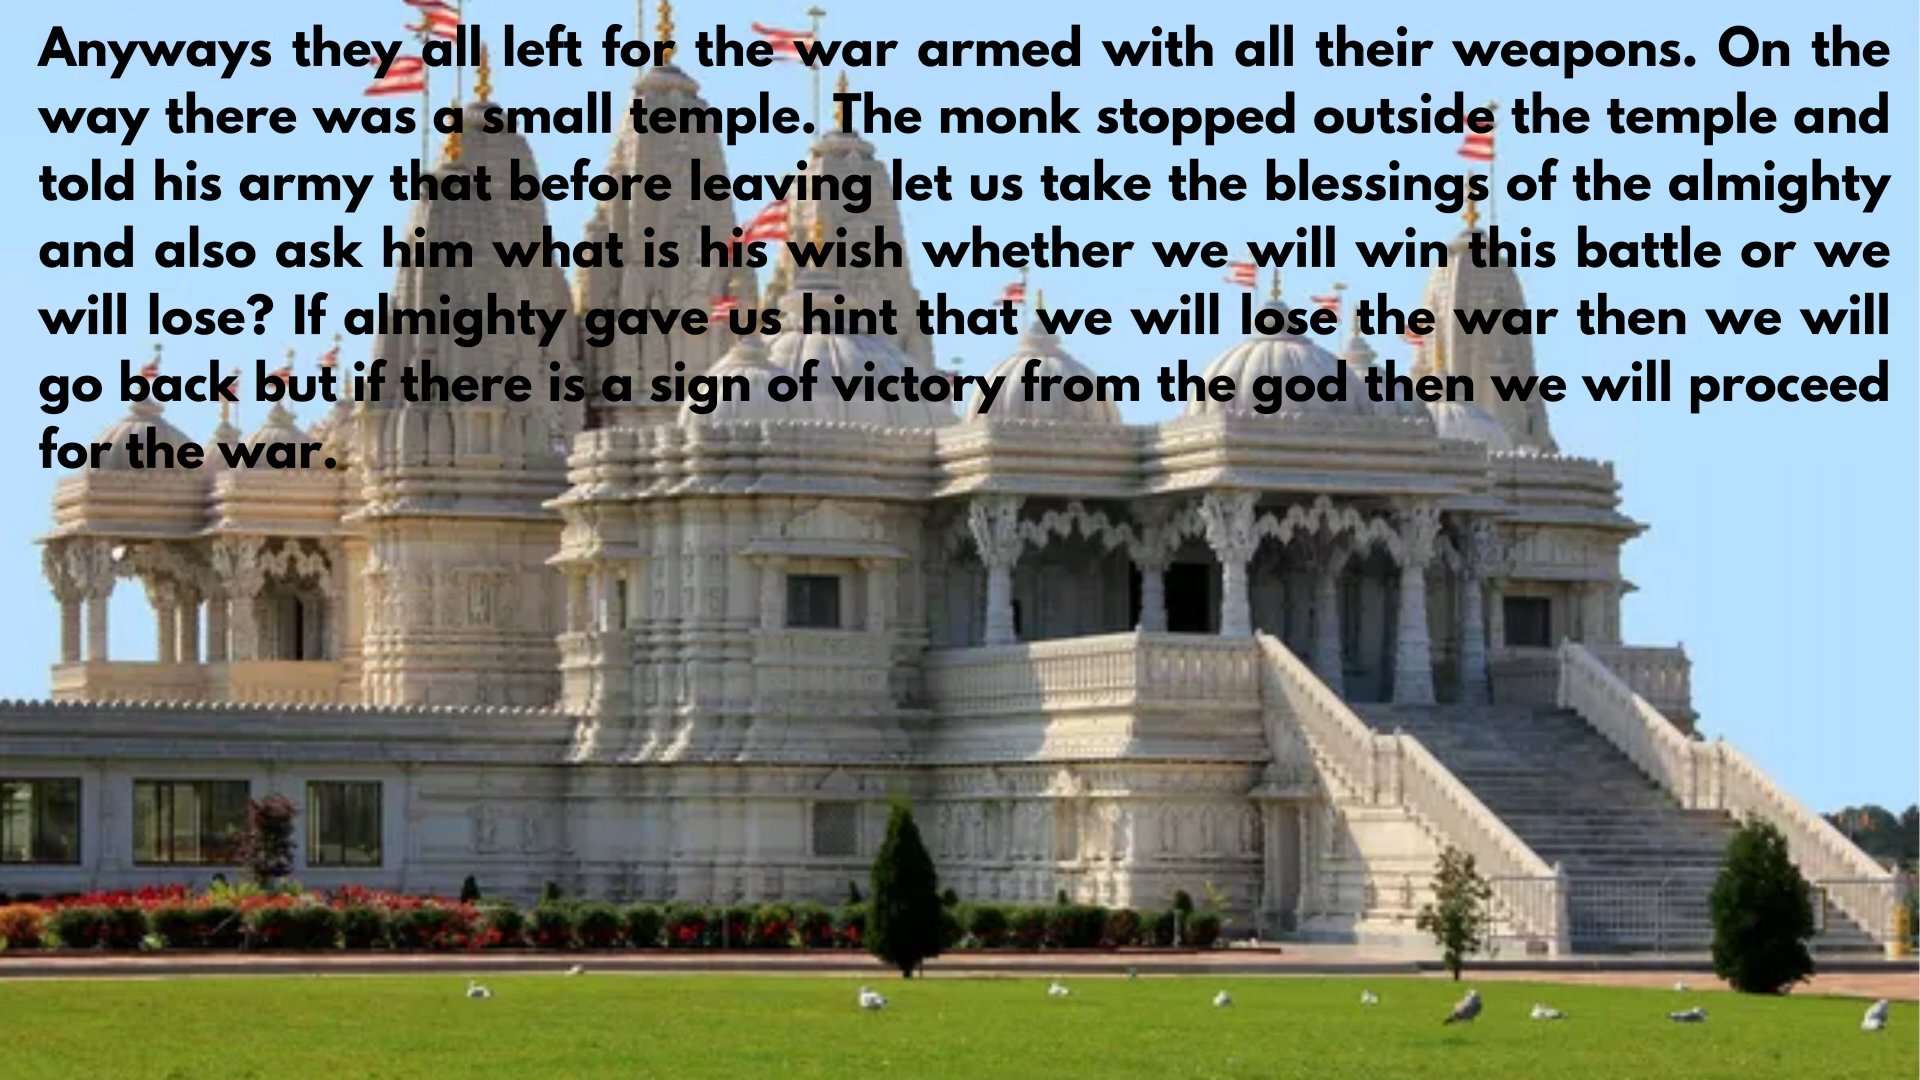 Anyways they all left for the war armed with all their weapons. On the
way there was a small temple. The monk stopped outside the temple and
told his army that before leaving let us take the blessings of the almighty
and also ask him what is his wish whether we will win this battle or we
will lose? If almighty gave us hint that we will lose the war then we will
go back but if there is a sign of victory from the god then we will proceed
for the war.